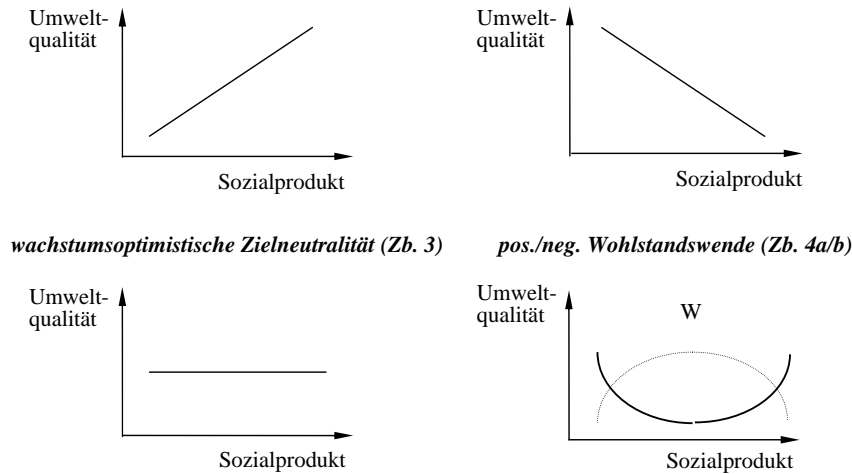 Umwelt-
qualität
Sozialprodukt
Umwelt-
qualität
Sozialprodukt
wachstumsoptimistische Zielneutralität (Zb. 3)
pos./neg. Wohlstandswende (Zb. 4a/b)
Umwelt-
qualität
Sozialprodukt
Umwelt-
qualität
W
Sozialprodukt